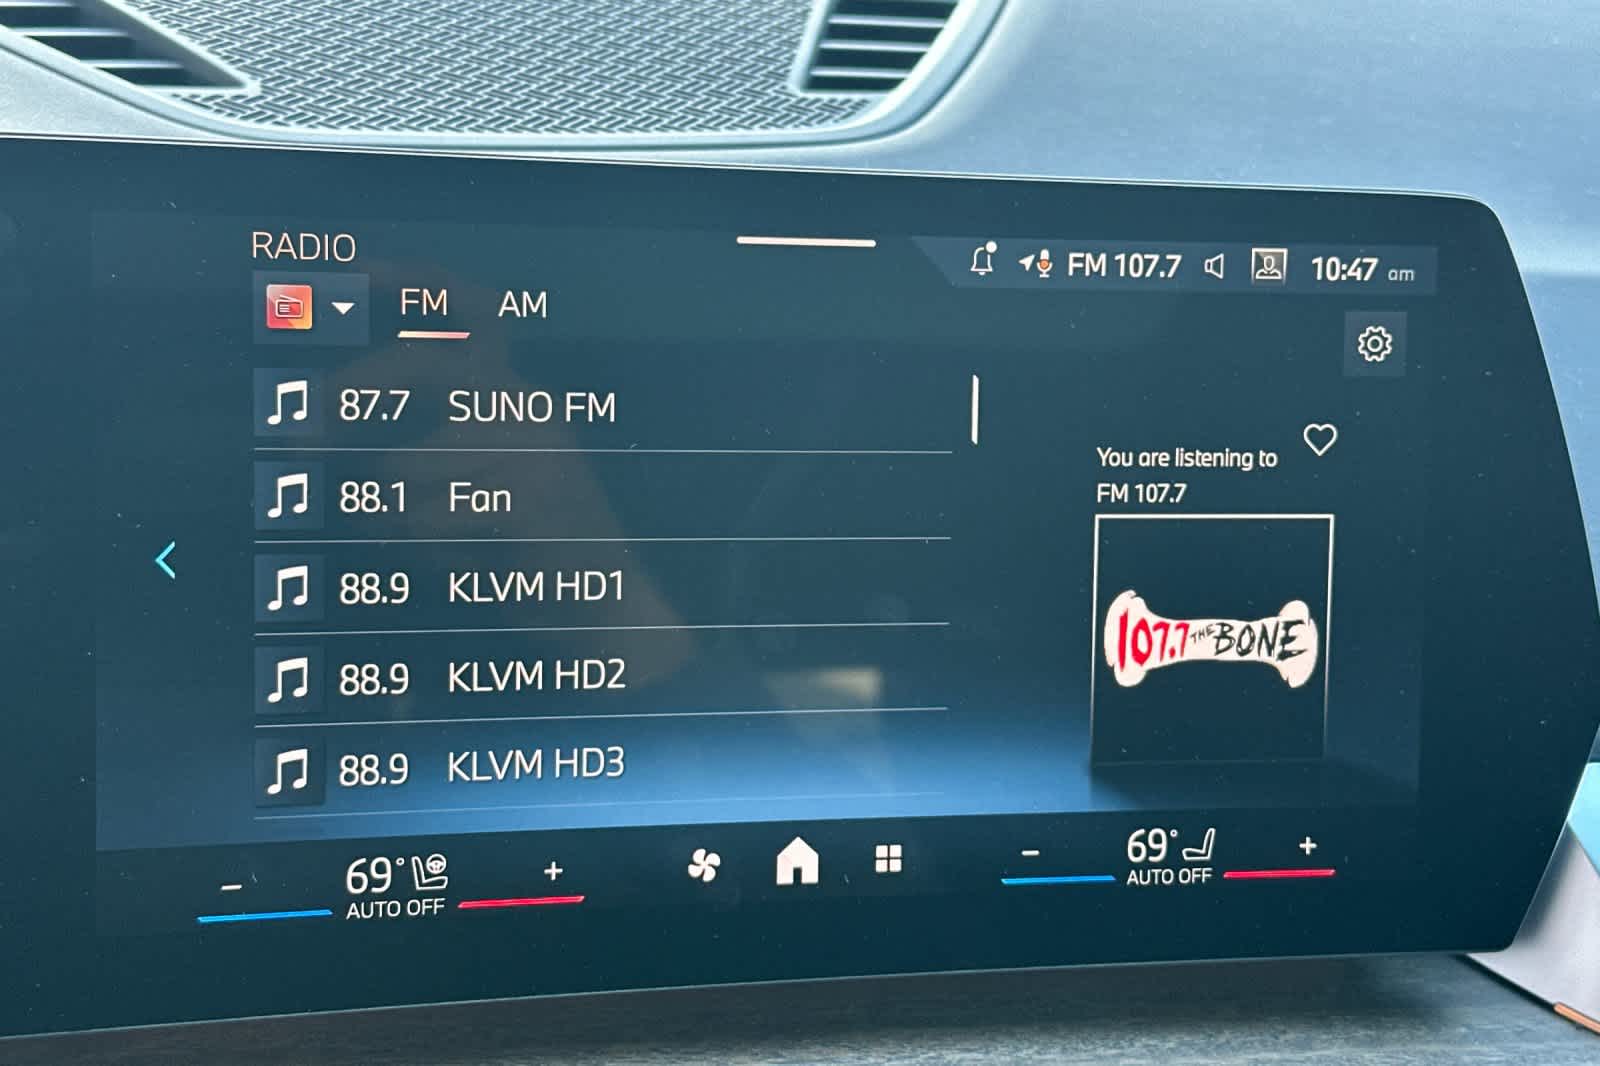 RADIO
FM 107.7
10:47 am
FM AM
87.7 SUNO FM
88.1 Fan
88.9 KLVM HD1
88.9 KLVM HD2
88.9 KLVM HD3
You are listening to
FM 107.7
107.7 THE BONE
− 69° +
AUTO OFF
− 69° +
AUTO OFF